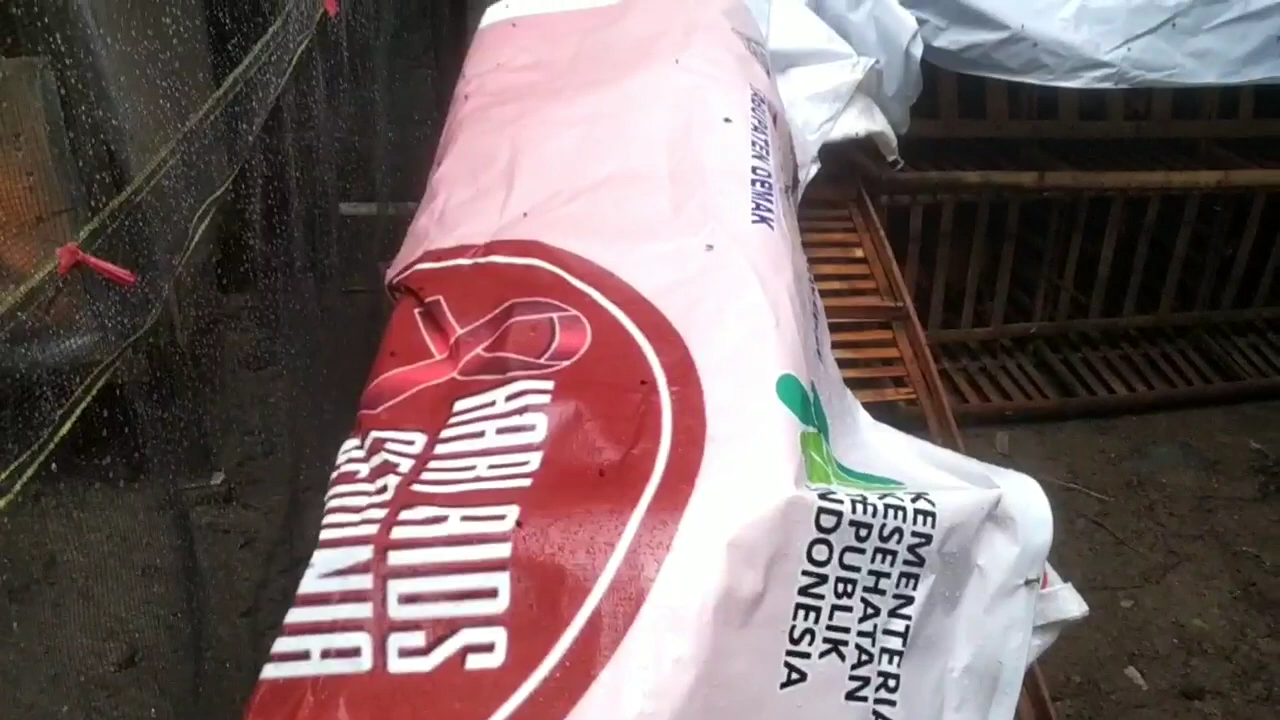 KABUPATEN DEMAK
KEMENTERIAN
KESEHATAN
REPUBLIK
INDONESIA
HARI AIDS
SEDUNIA